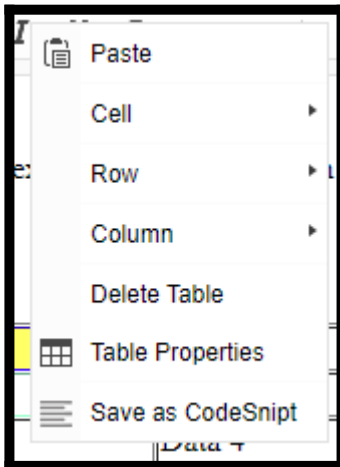 Paste
Cell
Row
Column
Delete Table
Table Properties
Save as CodeSnipt
Data 4